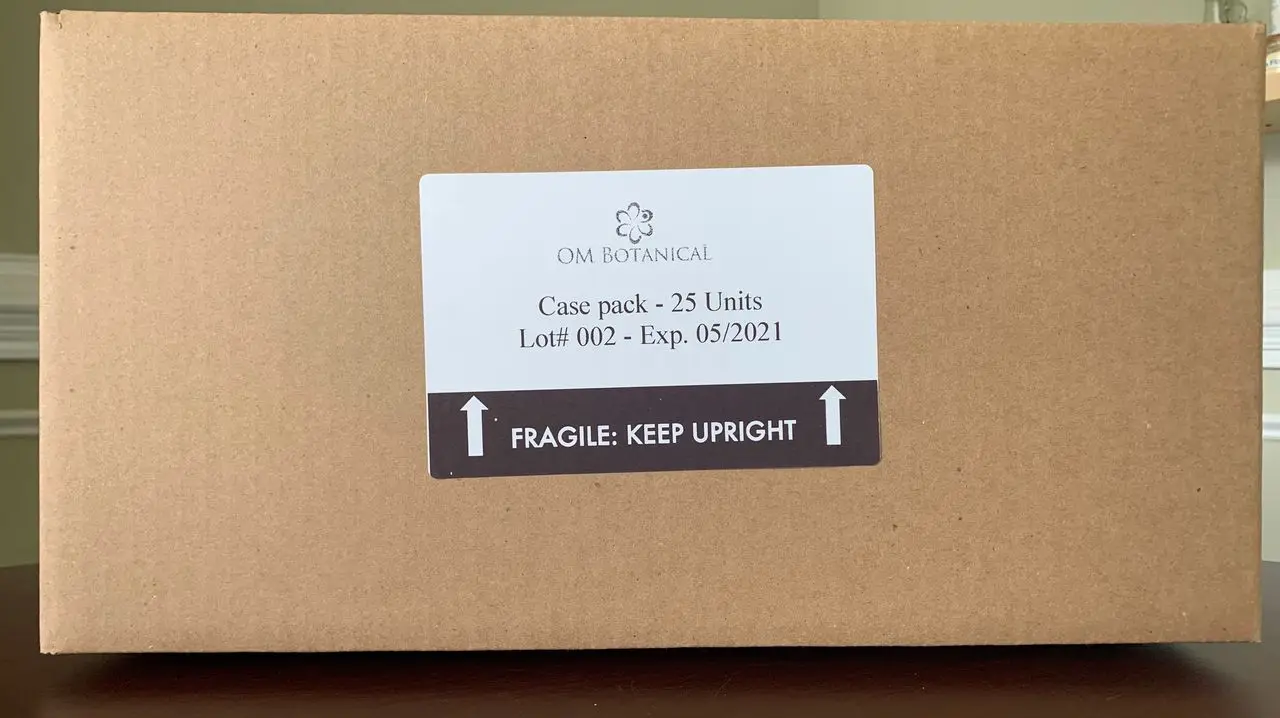 OM BOTANICAL
Case pack - 25 Units
Lot# 002 - Exp. 05/2021
FRAGILE: KEEP UPRIGHT